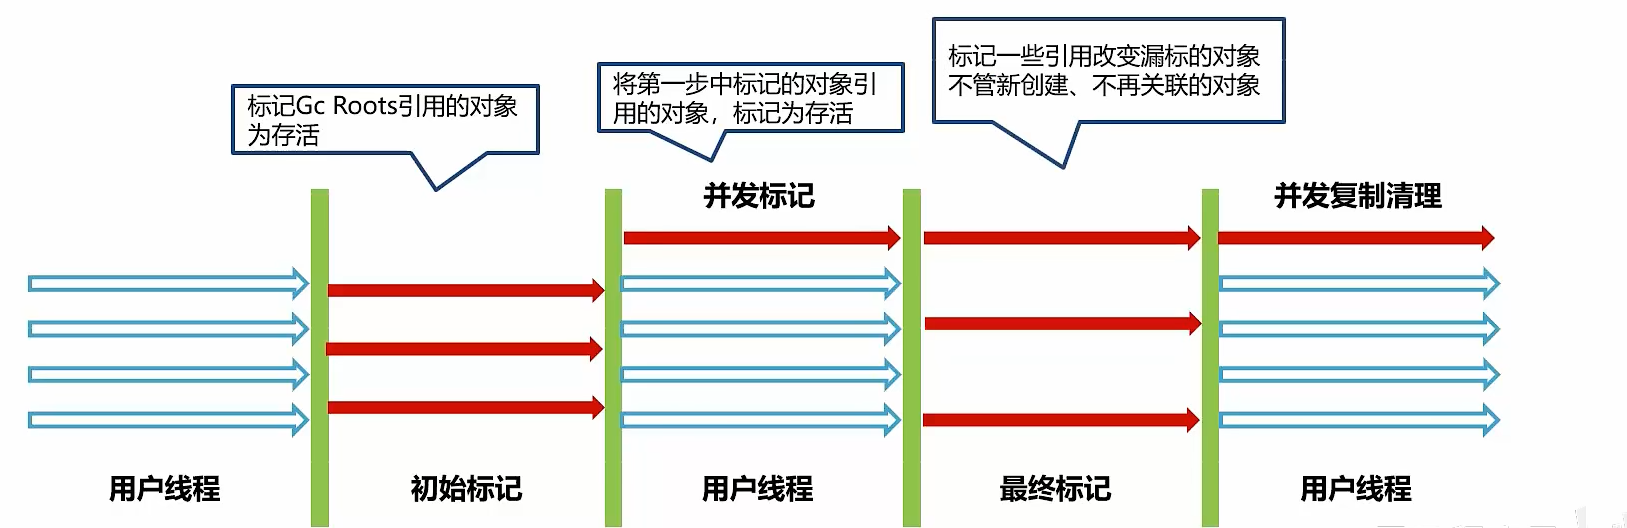 标记一些引用改变漏标的对象
不管新创建、不再关联的对象
将第一步中标记的对象引
用的对象，标记为存活
标记Gc Roots引用的对象
为存活
并发标记
并发复制清理
用户线程
初始标记
用户线程
最终标记
用户线程